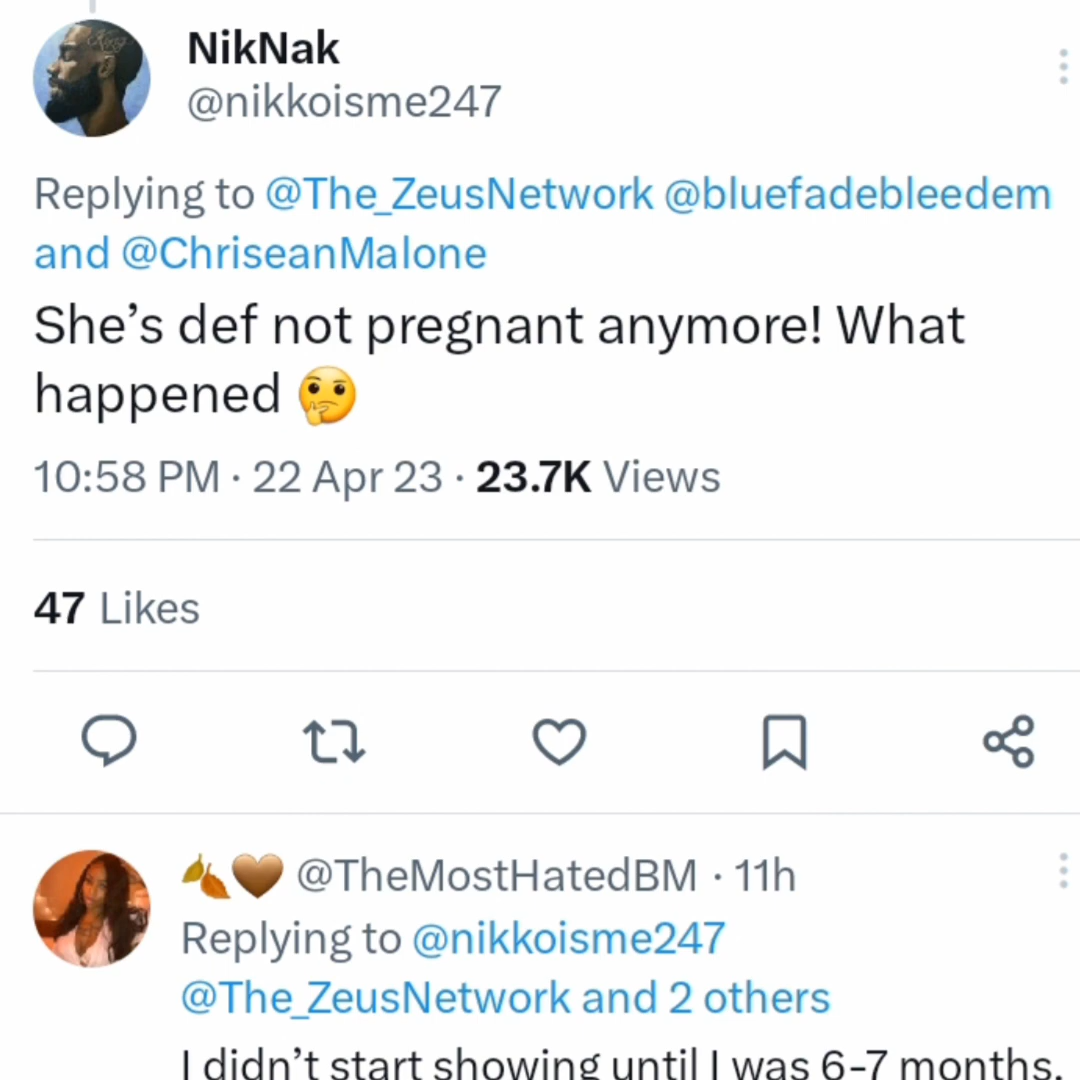 NikNak
@nikkoisme247
Replying to @The_ZeusNetwork @bluefadebleedem
and @ChriseanMalone
She’s def not pregnant anymore! What
happened 🤔
10:58 PM · 22 Apr 23 · 23.7K Views
47 Likes
🍂🤎 @TheMostHatedBM · 11h
Replying to @nikkoisme247
@The_ZeusNetwork and 2 others
I didn’t start showing until I was 6-7 months.